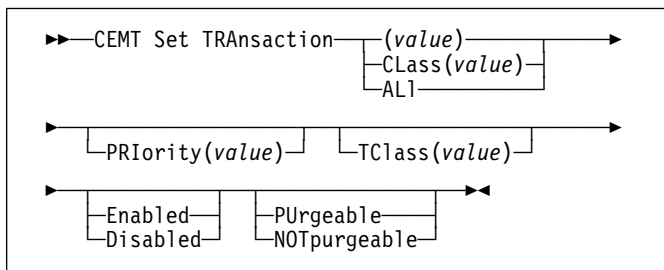 CEMT Set TRAnsaction (value)
CLass(value)
ALl
PRIority(value) TClass(value)
Enabled PUrgeable
Disabled NOTpurgeable